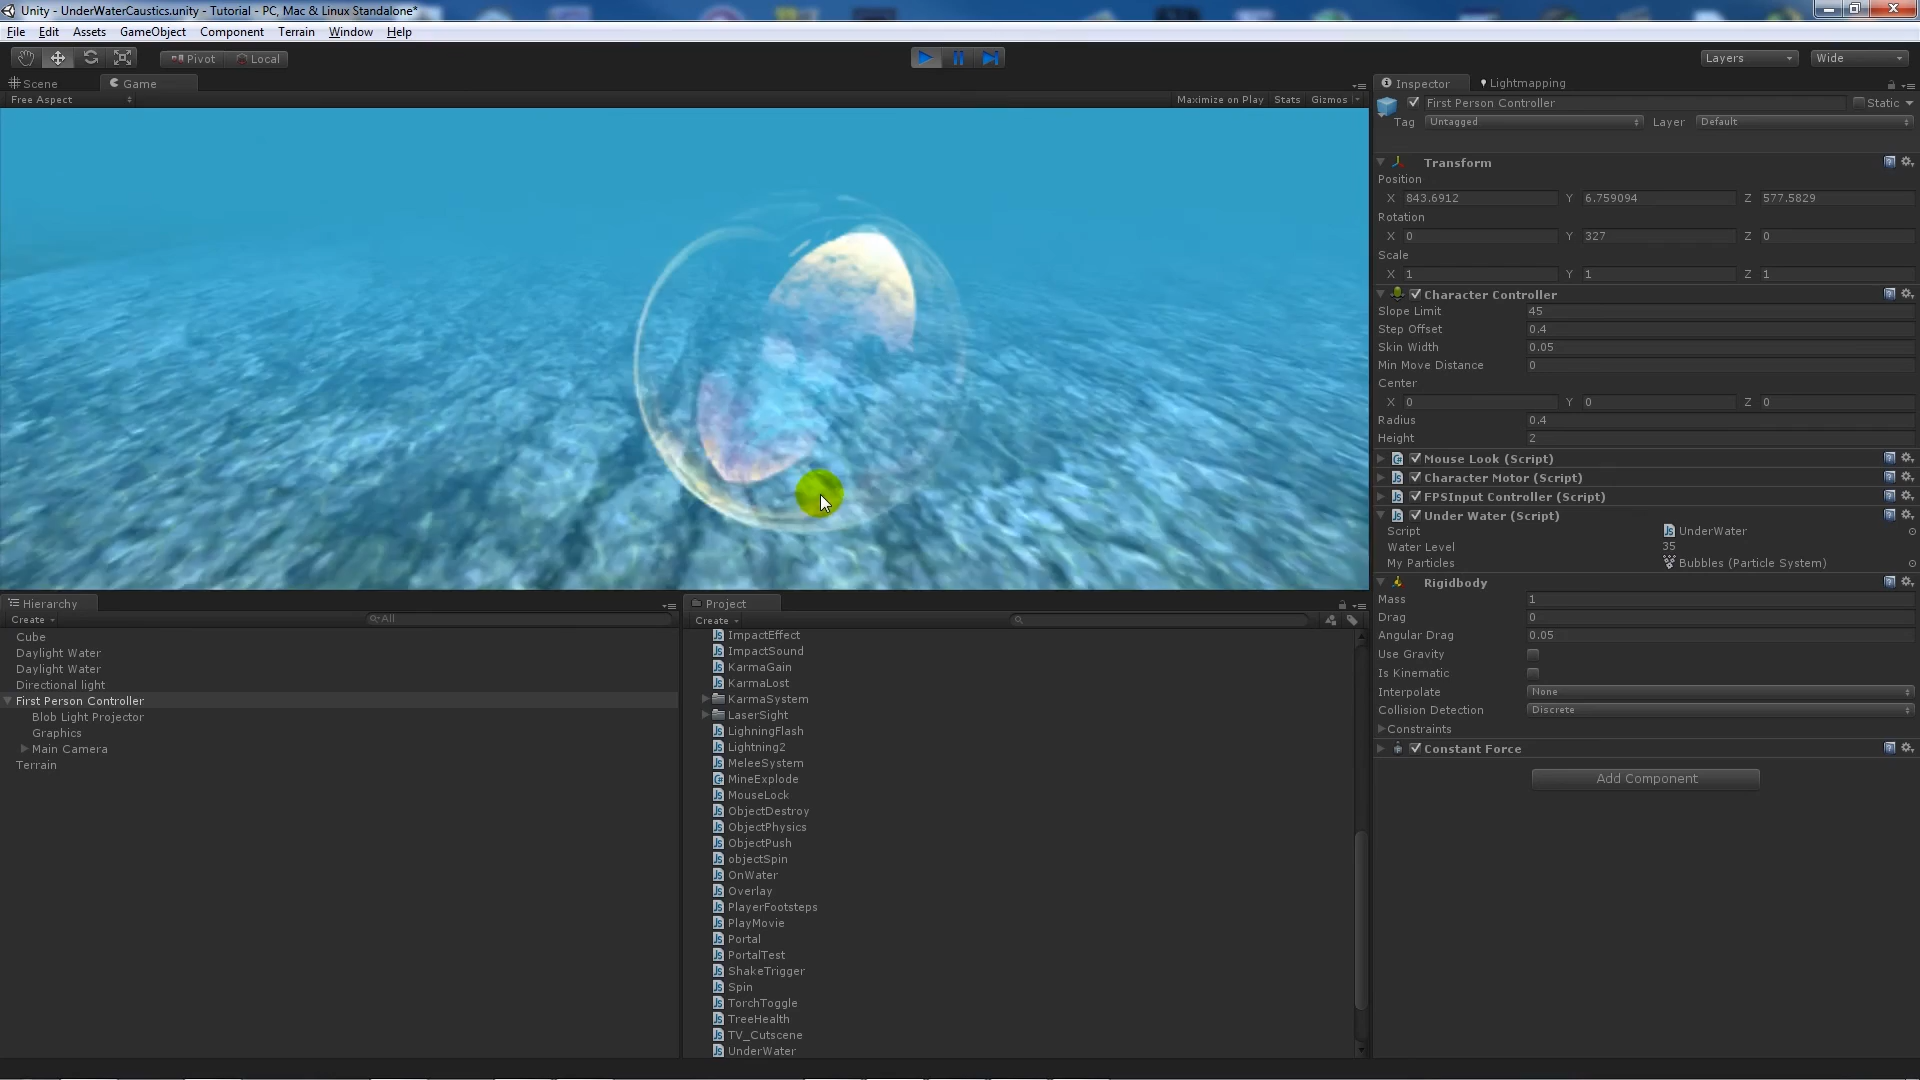 Unity - UnderWaterCaustics.unity - Tutorial - PC, Mac & Linux Standalone*
File Edit Assets GameObject Component Terrain Window Help
Pivot Local Layers Wide
Scene Game
Free Aspect Maximize on Play Stats Gizmos
Inspector Lightmapping
First Person Controller Static
Tag Untagged Layer Default
Transform
Position
X 843.6912 Y 6.759094 Z 577.5829
Rotation
X 0 Y 327 Z 0
Scale
X 1 Y 1 Z 1
Character Controller
Slope Limit 45
Step Offset 0.4
Skin Width 0.05
Min Move Distance 0
Center
X 0 Y 0 Z 0
Radius 0.4
Height 2
Mouse Look (Script)
Character Motor (Script)
FPSInput Controller (Script)
Under Water (Script)
Script UnderWater
Water Level 35
My Particles Bubbles (Particle System)
Rigidbody
Mass 1
Drag 0
Angular Drag 0.05
Use Gravity
Is Kinematic
Interpolate None
Collision Detection Discrete
Constraints
Constant Force
Add Component
Hierarchy
Create All
Cube
Daylight Water
Daylight Water
Directional light
First Person Controller
Blob Light Projector
Graphics
Main Camera
Terrain
Project
Create
ImpactEffect
ImpactSound
KarmaGain
KarmaLost
KarmaSystem
LaserSight
LighningFlash
Lightning2
MeleeSystem
MineExplode
MouseLock
ObjectDestroy
ObjectPhysics
ObjectPush
objectSpin
OnWater
Overlay
PlayerFootsteps
PlayMovie
Portal
PortalTest
ShakeTrigger
Spin
TorchToggle
TreeHealth
TV_Cutscene
UnderWater